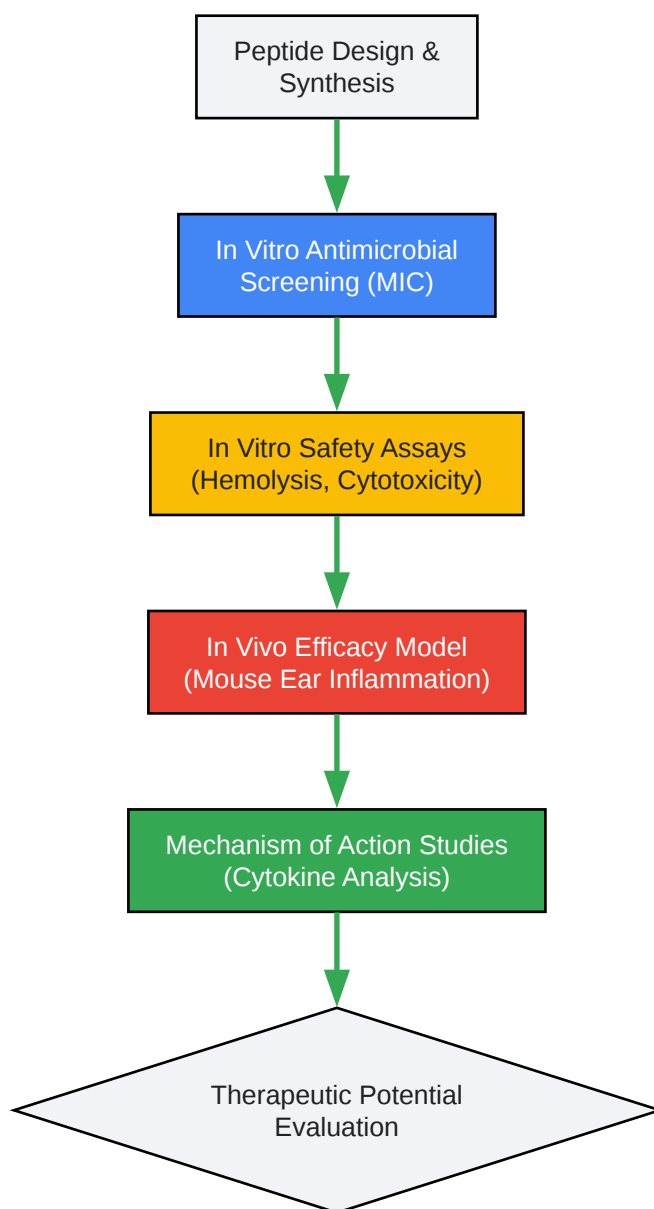 Peptide Design &
Synthesis
In Vitro Antimicrobial
Screening (MIC)
In Vitro Safety Assays
(Hemolysis, Cytotoxicity)
In Vivo Efficacy Model
(Mouse Ear Inflammation)
Mechanism of Action Studies
(Cytokine Analysis)
Therapeutic Potential
Evaluation